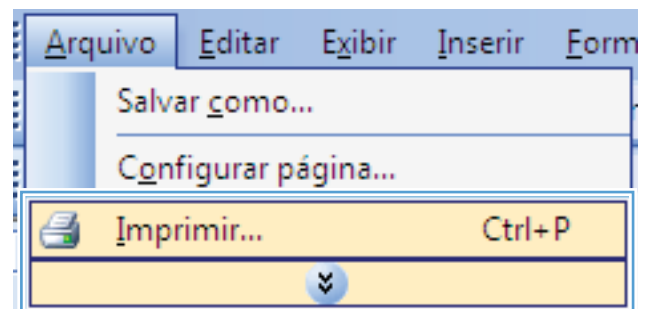 Arquivo Editar Exibir Inserir Form
Salvar como...
Configurar página...
Imprimir... Ctrl+P